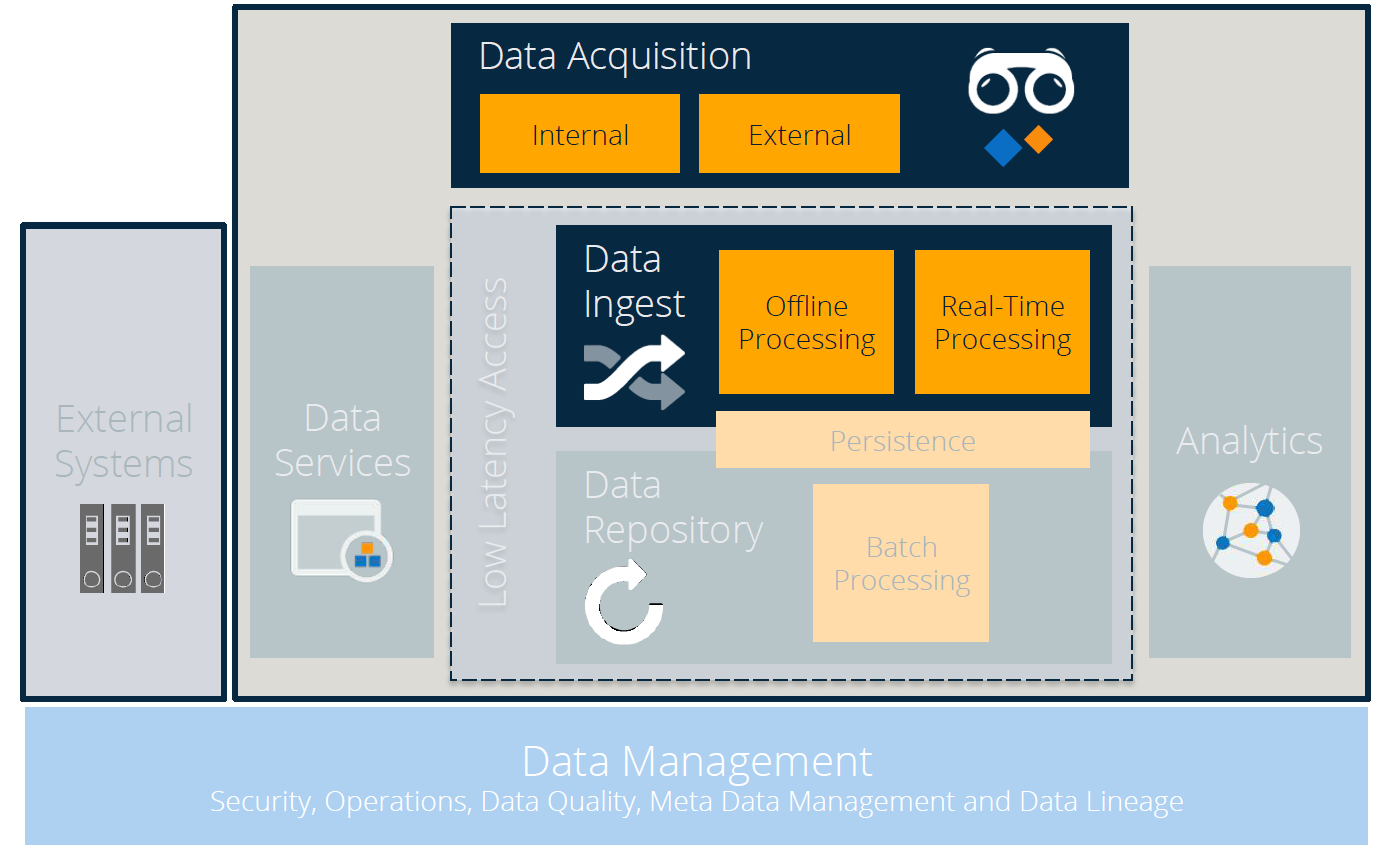 Data Acquisition
Internal
External
Data
Ingest
Offline
Processing
Real-Time
Processing
Low Latency Access
Persistence
Data
Repository
Batch
Processing
External
Systems
Data
Services
Analytics
Data Management
Security, Operations, Data Quality, Meta Data Management and Data Lineage